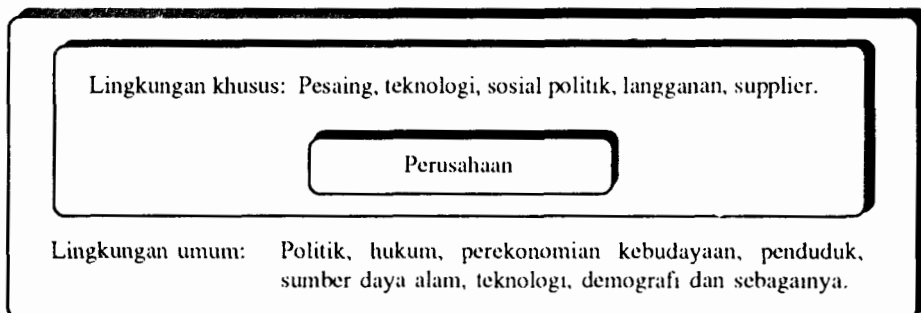 Lingkungan khusus: Pesaing, teknologi, sosial politik, langganan, supplier.
Perusahaan
Lingkungan umum: Politik, hukum, perekonomian kebudayaan, penduduk,
sumber daya alam, teknologi, demografi dan sebagainya.